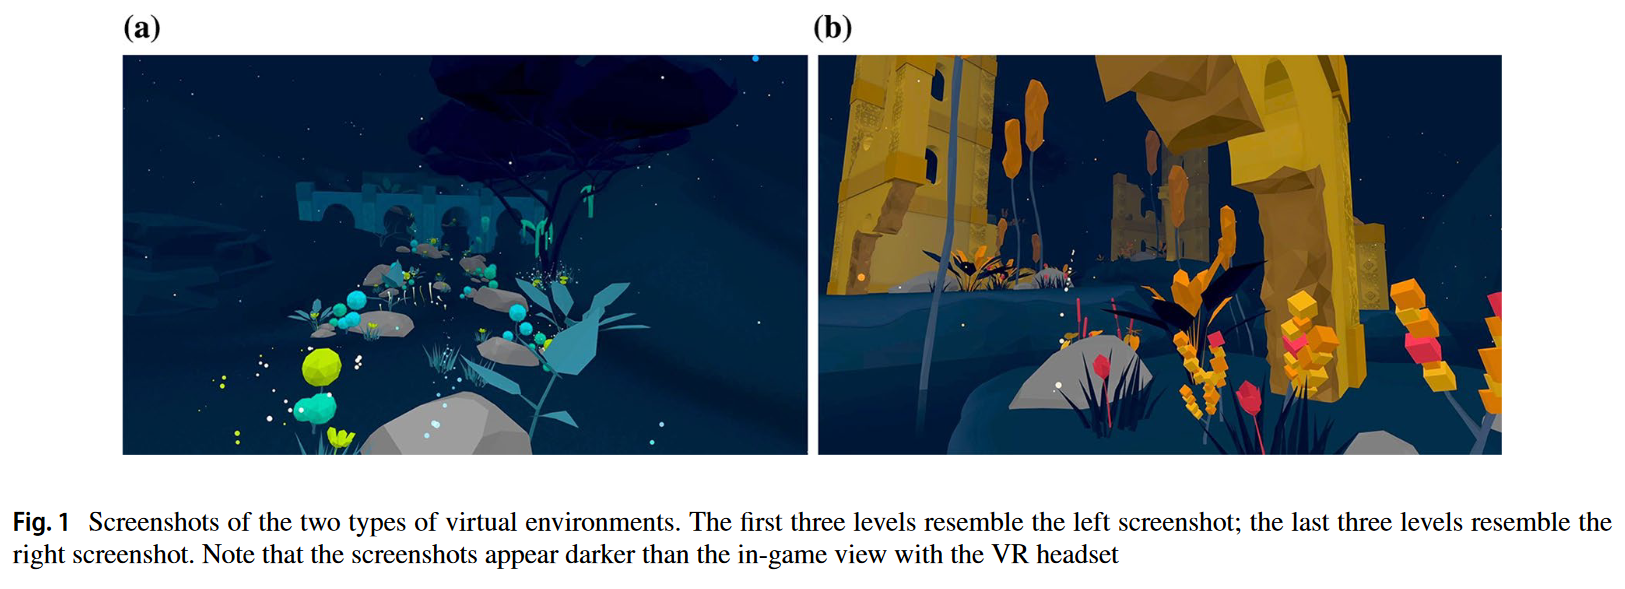 (a) (b)
Fig. 1 Screenshots of the two types of virtual environments. The first three levels resemble the left screenshot; the last three levels resemble the
right screenshot. Note that the screenshots appear darker than the in-game view with the VR headset